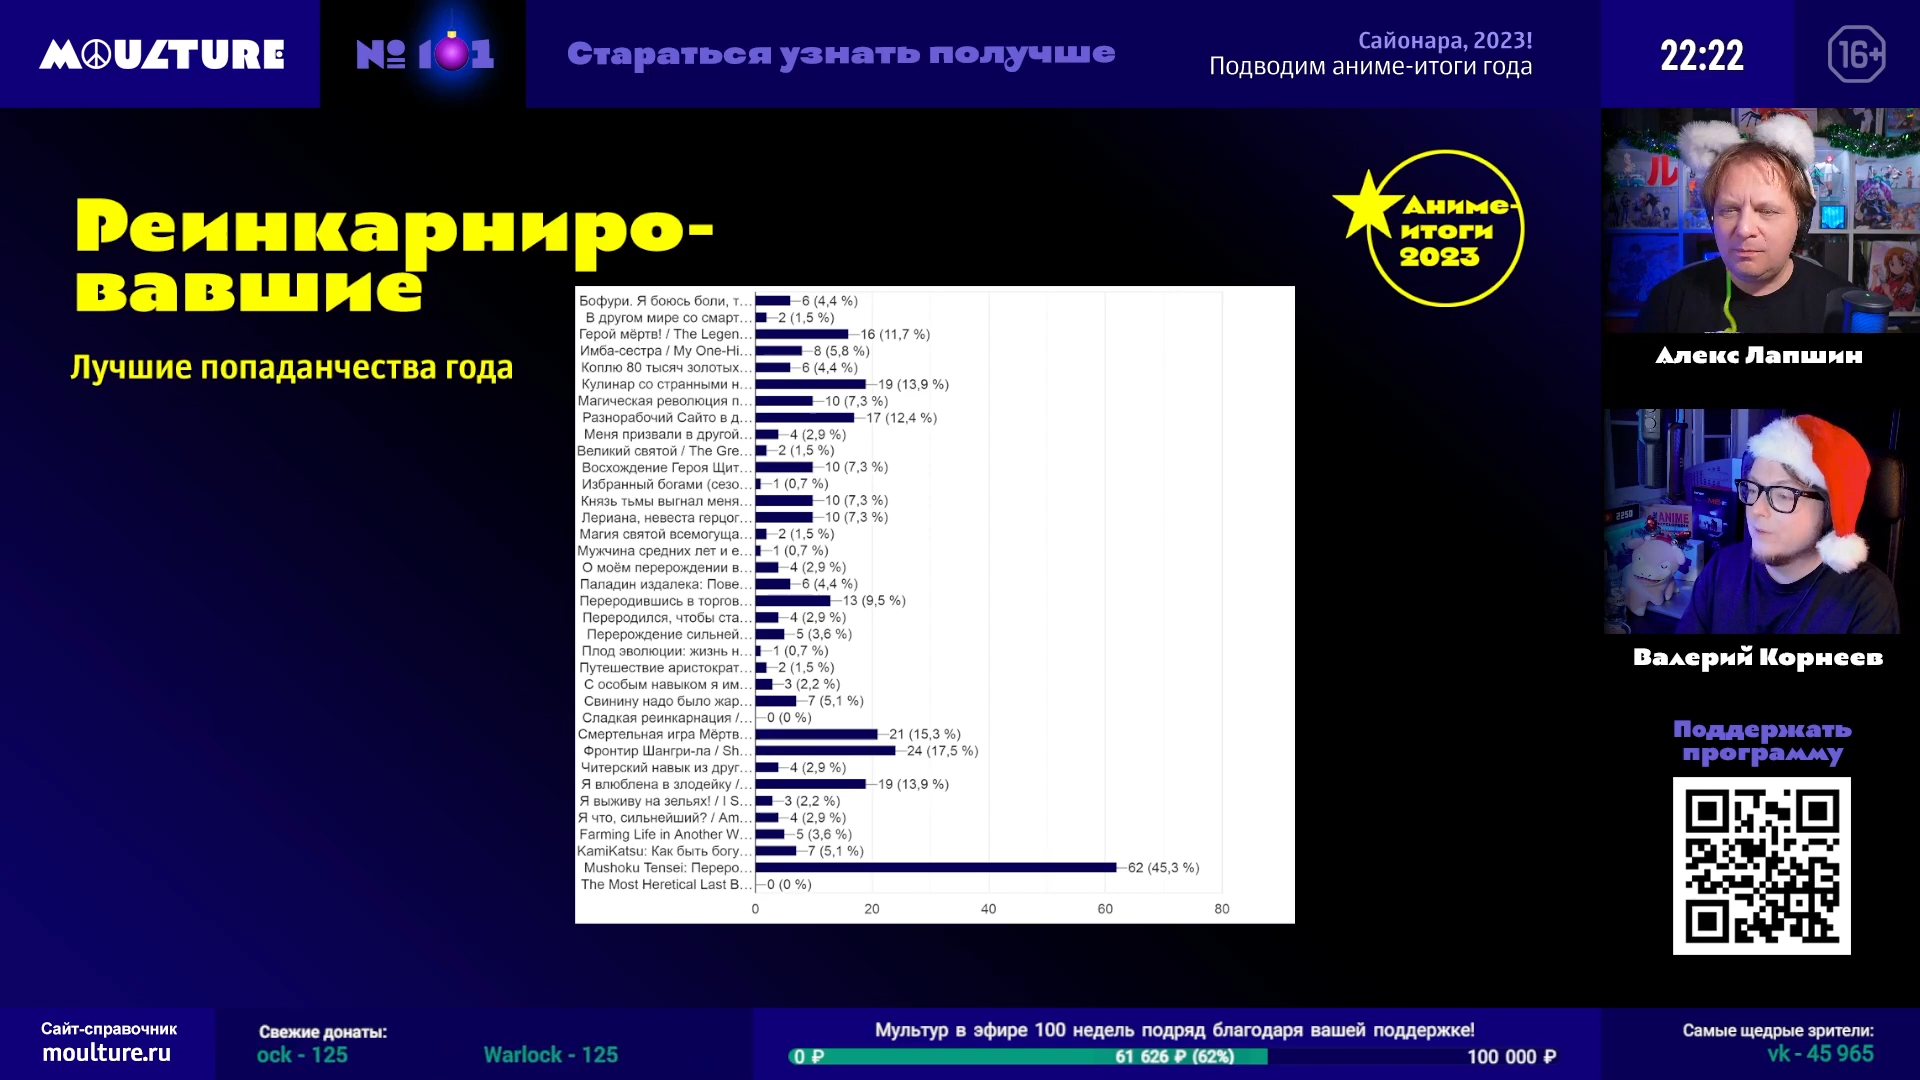 MOULTURE
№ 101
Стараться узнать получше
Сайонара, 2023!
Подводим аниме-итоги года
22:22
16+
Реинкарниро-
вавшие
Лучшие попаданчества года
Аниме-
итоги
2023
Бофури. Я боюсь боли, т... 6 (4,4 %)
В другом мире со смарт... 2 (1,5 %)
Герой мёртв! / The Legen... 16 (11,7 %)
Имба-сестра / My One-Hi... 8 (5,8 %)
Коплю 80 тысяч золотых... 6 (4,4 %)
Кулинар со странными н... 19 (13,9 %)
Магическая революция п... 10 (7,3 %)
Разнорабочий Сайто в д... 17 (12,4 %)
Меня призвали в другой... 4 (2,9 %)
Великий святой / The Gre... 2 (1,5 %)
Восхождение Героя Щит... 10 (7,3 %)
Избранный богами (сезо... 1 (0,7 %)
Князь тьмы выгнал меня... 10 (7,3 %)
Лериана, невеста герцог... 10 (7,3 %)
Магия святой всемогуща... 2 (1,5 %)
Мужчина средних лет и е... 1 (0,7 %)
О моём перерождении в... 4 (2,9 %)
Паладин издалека: Пове... 6 (4,4 %)
Переродившись в торгов... 13 (9,5 %)
Переродился, чтобы ста... 4 (2,9 %)
Перерождение сильней... 5 (3,6 %)
Плод эволюции: жизнь н... 1 (0,7 %)
Путешествие аристократ... 2 (1,5 %)
С особым навыком я им... 3 (2,2 %)
Свинину надо было жар... 7 (5,1 %)
Сладкая реинкарнация /... 0 (0 %)
Смертельная игра Мёртв... 21 (15,3 %)
Фронтир Шангри-ла / Sh... 24 (17,5 %)
Читерский навык из друг... 4 (2,9 %)
Я влюблена в злодейку /... 19 (13,9 %)
Я выживу на зельях! / I S... 3 (2,2 %)
Я что, сильнейший? / Am... 4 (2,9 %)
Farming Life in Another W... 5 (3,6 %)
KamiKatsu: Как быть богу... 7 (5,1 %)
Mushoku Tensei: Переро... 62 (45,3 %)
The Most Heretical Last B... 0 (0 %)
0 20 40 60 80
ル
Алекс Лапшин
2250
ANIME
Валерий Корнеев
Поддержать
программу
Сайт-справочник
moulture.ru
Свежие донаты:
ock - 125 Warlock - 125
Мультур в эфире 100 недель подряд благодаря вашей поддержке!
0 ₽ 61 626 ₽ (62%) 100 000 ₽
Самые щедрые зрители:
vk - 45 965